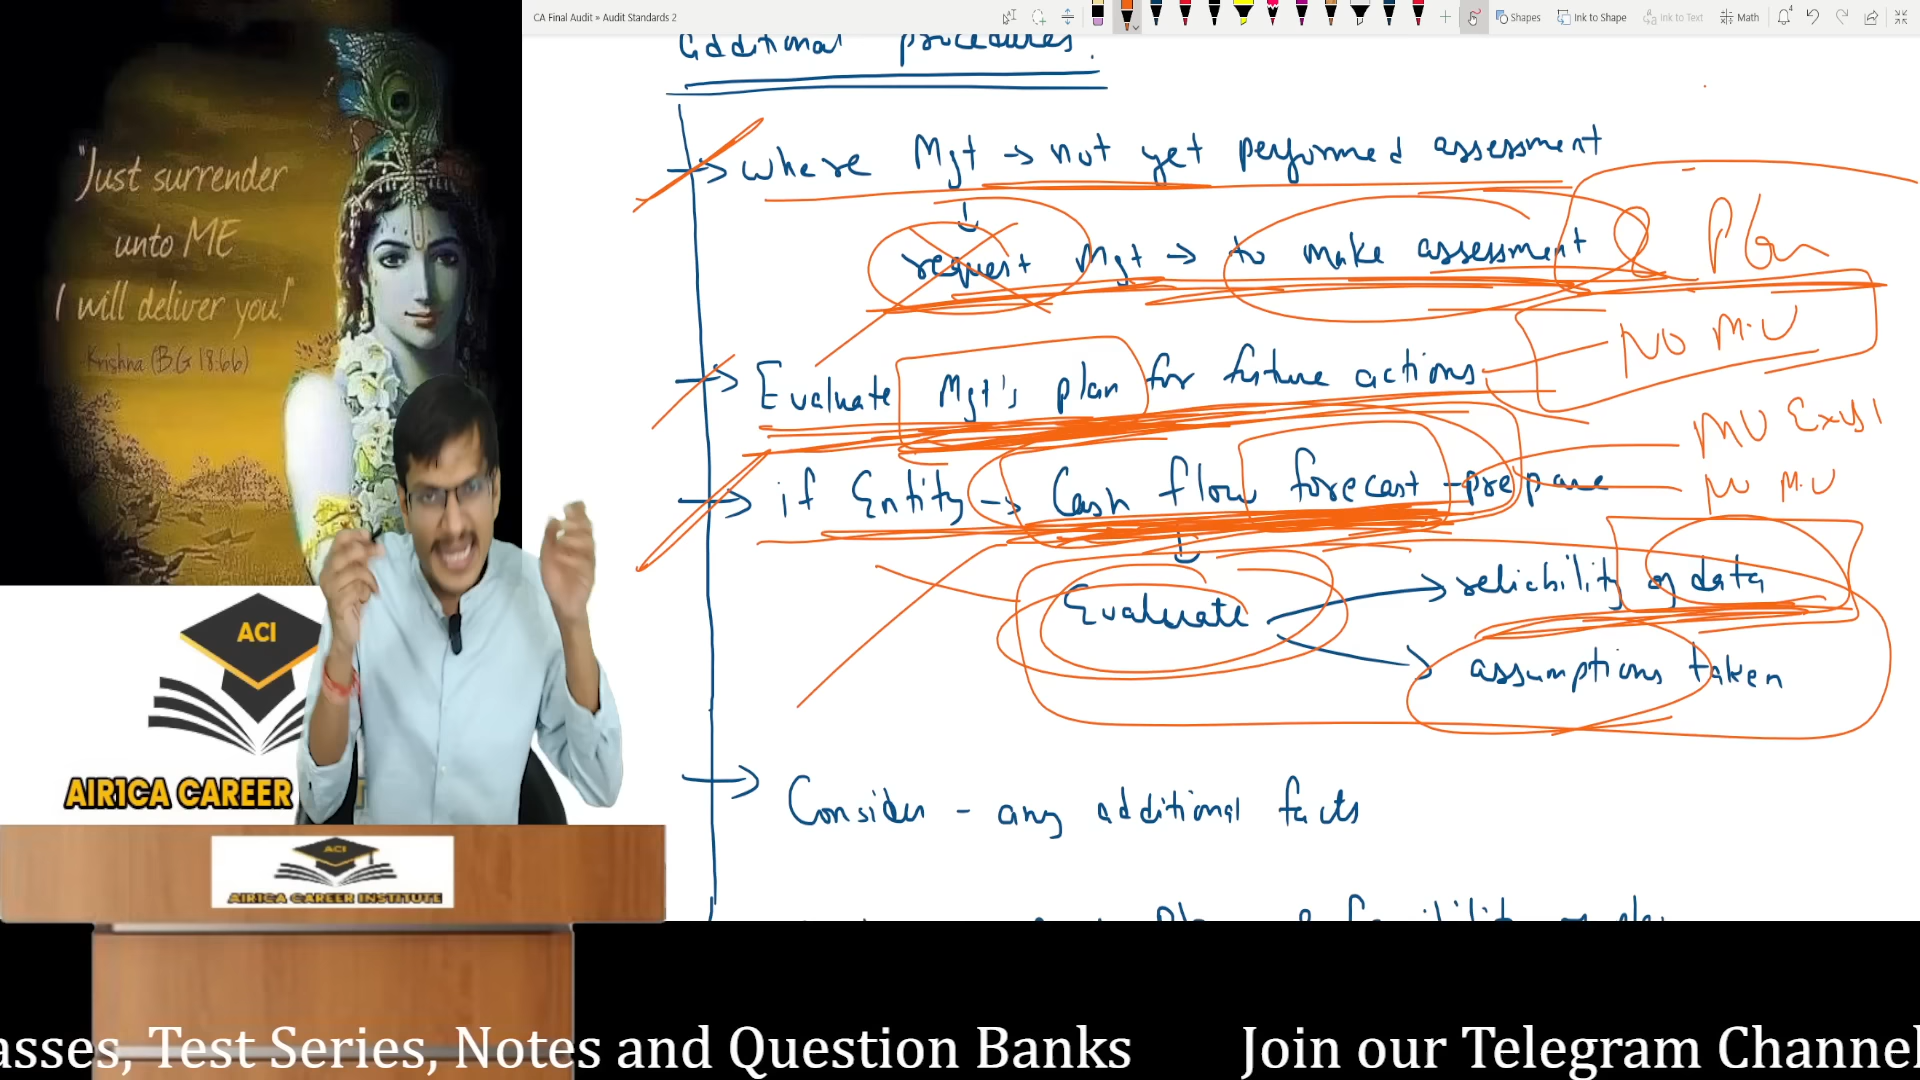 CA Final Audit » Audit Standards 2
Shapes
Ink to Shape
Ink to Text
Math
additional procedures.
where Mgt → not yet performed assessment
request Mgt → to make assessment & Plan
NO M.U
Evaluate Mgt's plan for future actions
MU Exist
No M.U
if Entity → Cash flow forecast - prepare
Evaluate → reliability of data
→ assumptions taken
Consider - any additional facts
"Just surrender
unto ME
I will deliver you!"
-Krishna (B.G 18:66)
ACI
AIR1CA CAREER
ACI
AIR1CA CAREER INSTITUTE
asses, Test Series, Notes and Question Banks Join our Telegram Channel